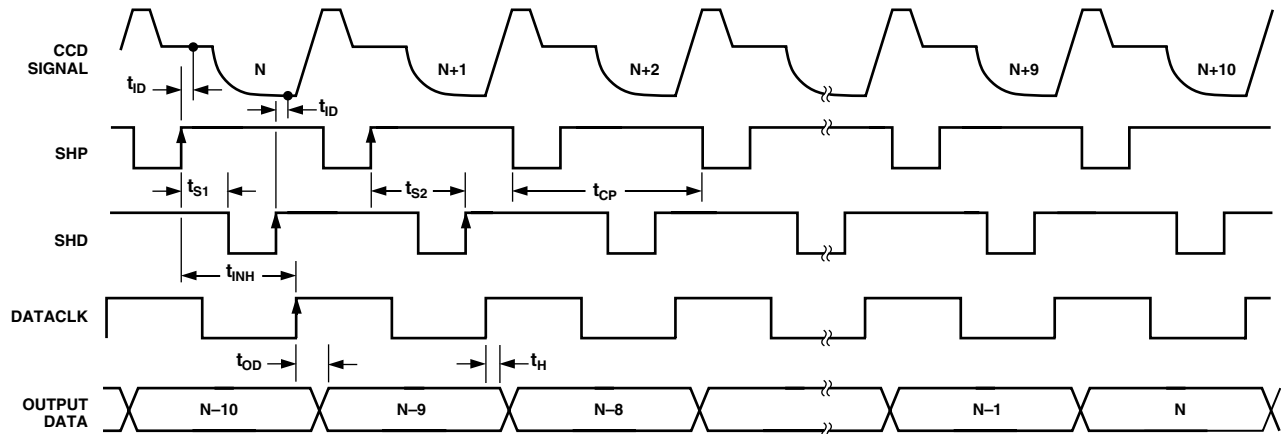 CCD
SIGNAL
N
N+1
N+2
N+9
N+10
tID
tID
SHP
tS1
tS2
tCP
SHD
tINH
DATACLK
tOD
tH
OUTPUT
DATA
N–10
N–9
N–8
N–1
N